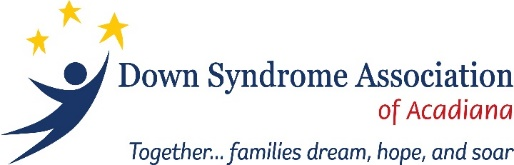 Down Syndrome Association
of Acadiana
Together... families dream, hope, and soar